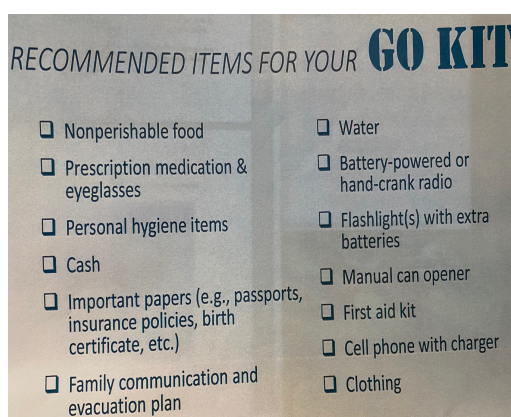 RECOMMENDED ITEMS FOR YOUR GO KIT
❑ Nonperishable food
❑ Prescription medication &
eyeglasses
❑ Personal hygiene items
❑ Cash
❑ Important papers (e.g., passports,
insurance policies, birth
certificate, etc.)
❑ Family communication and
evacuation plan
❑ Water
❑ Battery-powered or
hand-crank radio
❑ Flashlight(s) with extra
batteries
❑ Manual can opener
❑ First aid kit
❑ Cell phone with charger
❑ Clothing